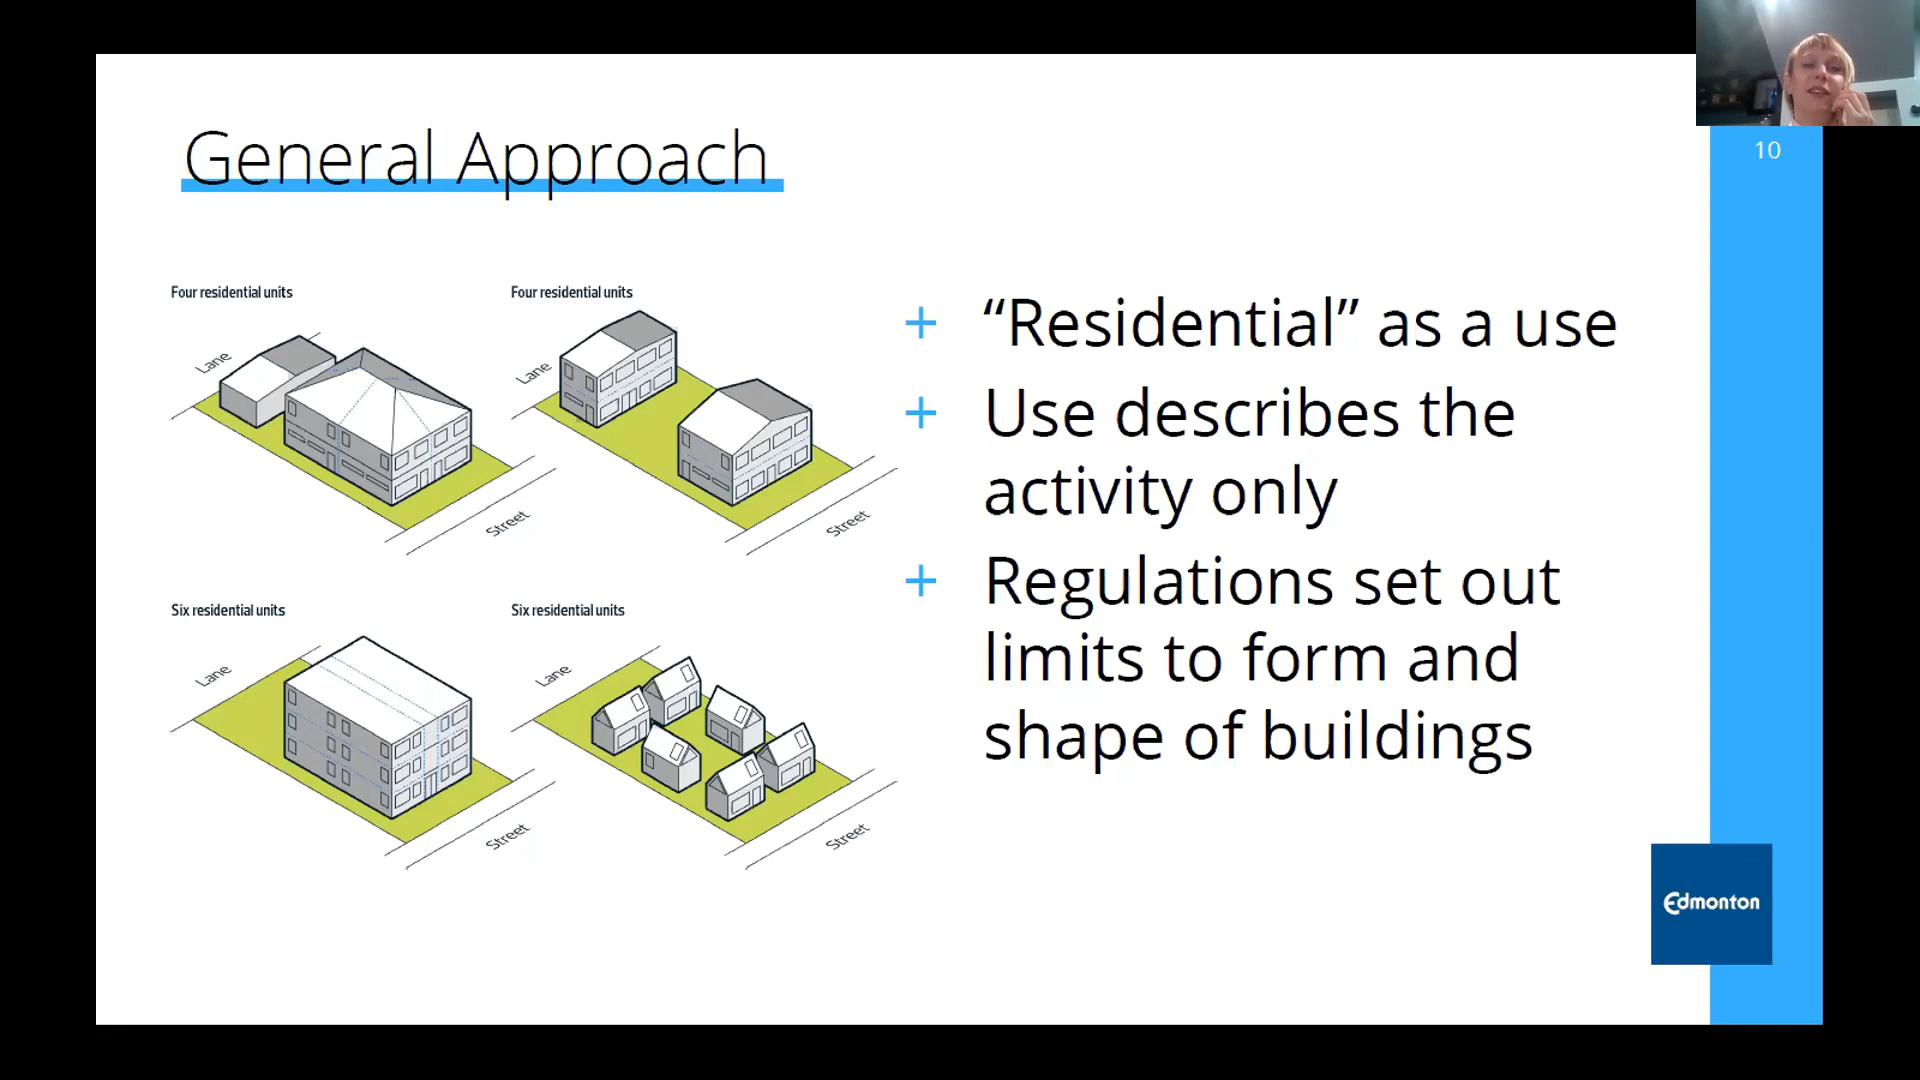 10
General Approach
Four residential units
Lane
Street
Four residential units
Lane
Street
Six residential units
Lane
Street
Six residential units
Lane
Street
+ “Residential” as a use
+ Use describes the
activity only
+ Regulations set out
limits to form and
shape of buildings
Edmonton